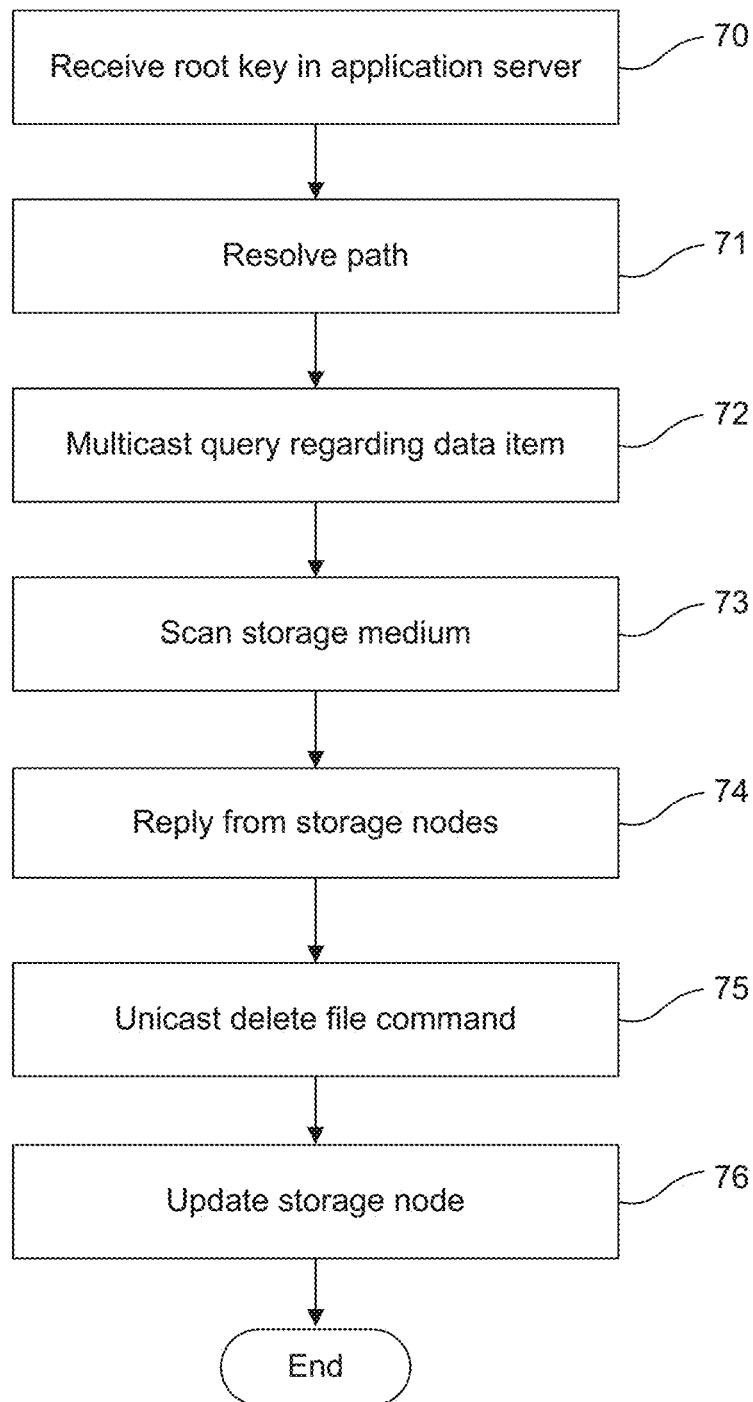 Receive root key in application server
70
Resolve path
71
Multicast query regarding data item
72
Scan storage medium
73
Reply from storage nodes
74
Unicast delete file command
75
Update storage node
76
End